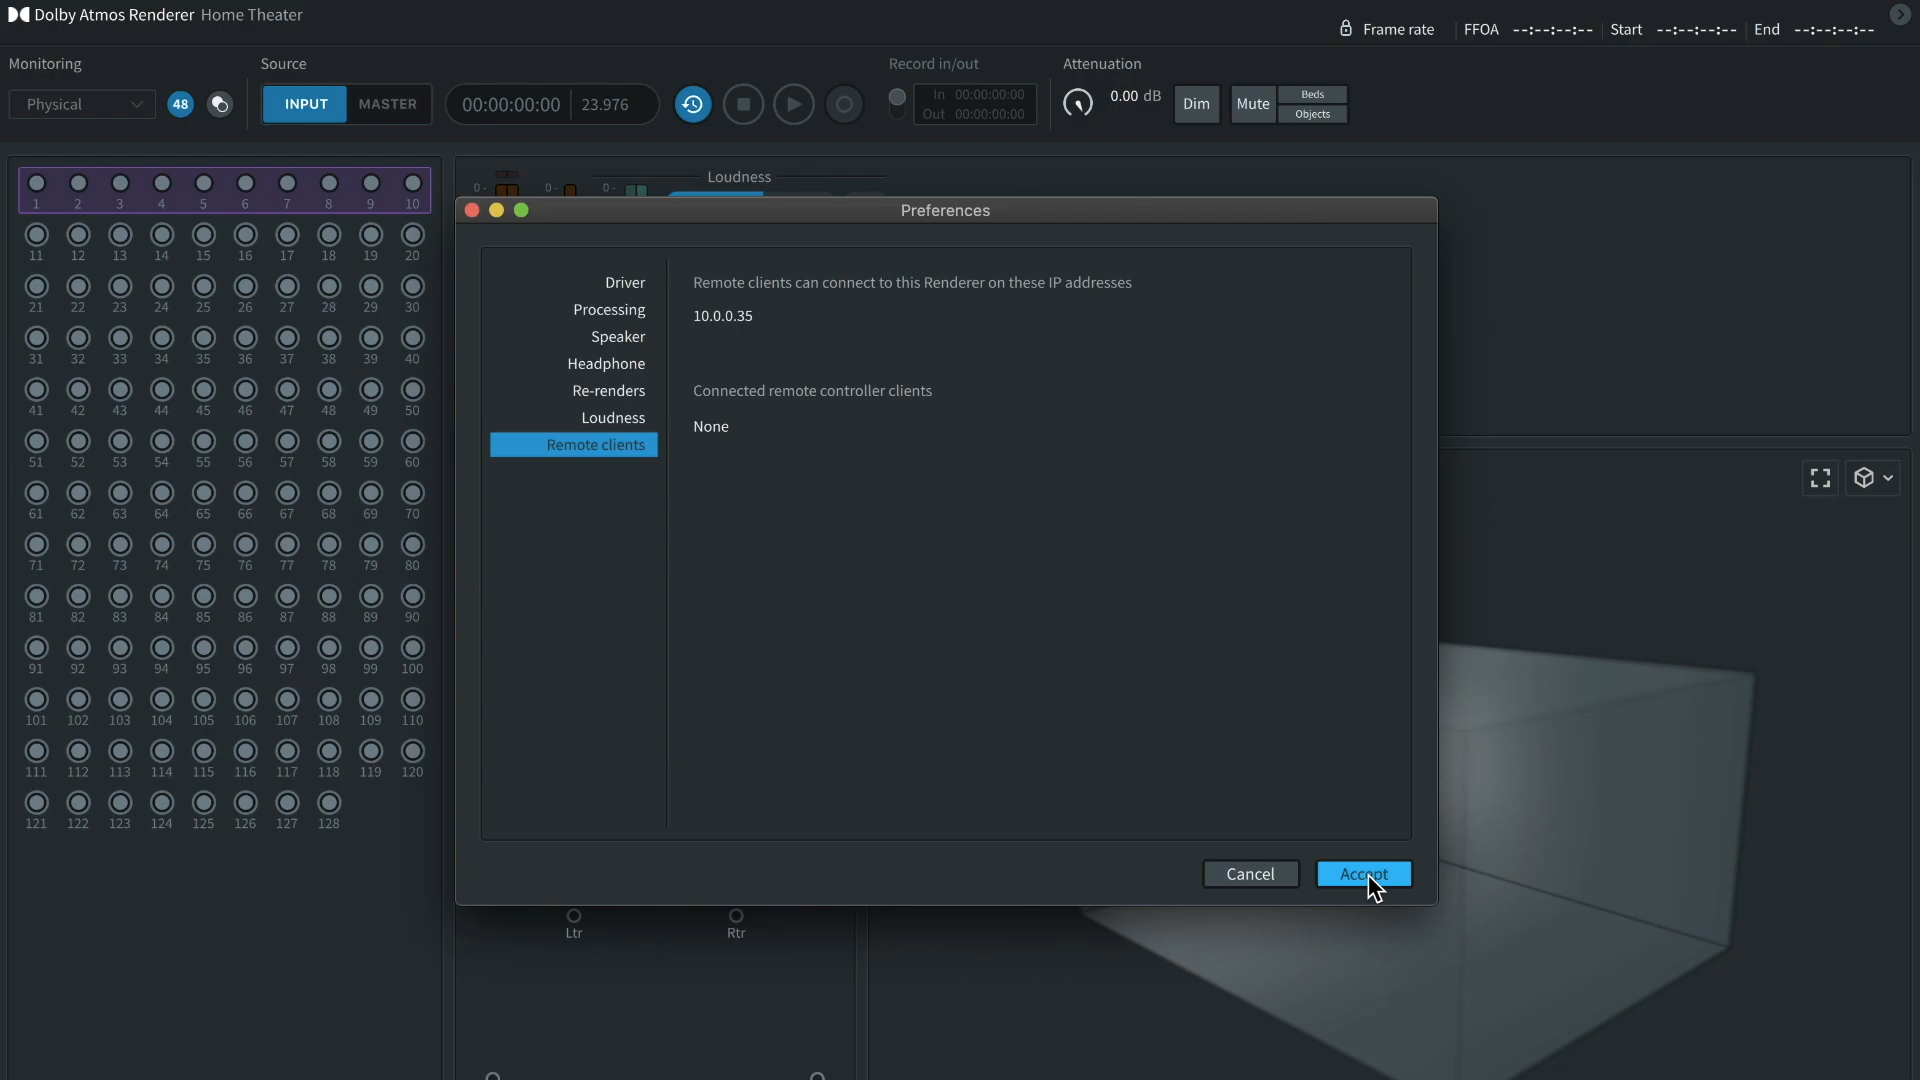 Dolby Atmos Renderer Home Theater
Frame rate FFOA --:--:--:-- Start --:--:--:-- End --:--:--:--
Monitoring Source Record in/out Attenuation
Physical 48 INPUT MASTER 00:00:00:00 23.976 In 00:00:00:00 0.00 dB Dim Mute Beds
Out 00:00:00:00 Objects
0 - 0 - 0 - Loudness
1 2 3 4 5 6 7 8 9 10
11 12 13 14 15 16 17 18 19 20
21 22 23 24 25 26 27 28 29 30
31 32 33 34 35 36 37 38 39 40
41 42 43 44 45 46 47 48 49 50
51 52 53 54 55 56 57 58 59 60
61 62 63 64 65 66 67 68 69 70
71 72 73 74 75 76 77 78 79 80
81 82 83 84 85 86 87 88 89 90
91 92 93 94 95 96 97 98 99 100
101 102 103 104 105 106 107 108 109 110
111 112 113 114 115 116 117 118 119 120
121 122 123 124 125 126 127 128
Preferences
Driver
Processing
Speaker
Headphone
Re-renders
Loudness
Remote clients
Remote clients can connect to this Renderer on these IP addresses
10.0.0.35
Connected remote controller clients
None
Cancel Accept
Ltr Rtr